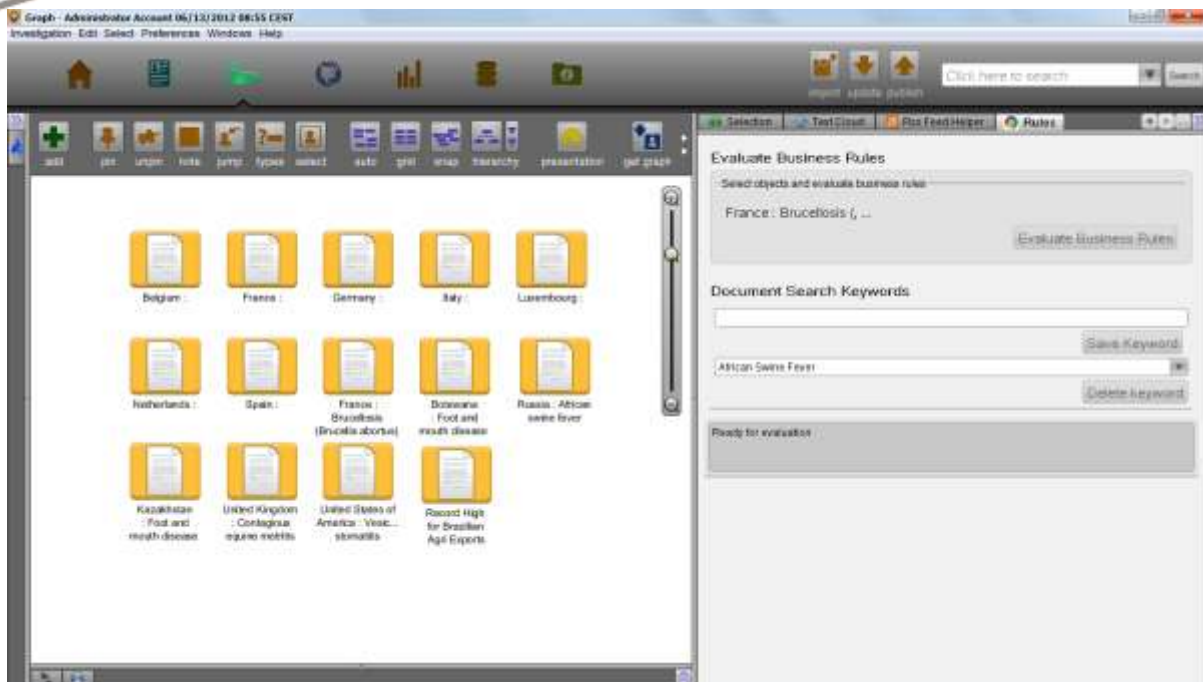 Graph - Administrator Account 06/13/2012 08:55 CEST
Investigation Edit Select Preferences Windows Help
import update publish
Click here to search
Search
add pin unpin note jump types select auto grid snap hierarchy presentation get graph
Selection Text Cloud Rss Feed Helper Rules
Evaluate Business Rules
Select objects and evaluate business rules
France : Brucellosis (, ...
Evaluate Business Rules
Document Search Keywords
Save Keyword
African Swine Fever
Delete Keyword
Ready for evaluation
Belgium :
France :
Germany :
Italy :
Luxembourg :
Netherlands :
Spain :
France :
Brucellosis
(Brucella abortus)
Botswana
: Foot and
mouth disease
Russia : African
swine fever
Kazakhstan
: Foot and
mouth disease
United Kingdom
: Contagious
equine metritis
United States of
America : Vesic...
stomatitis
Record High
for Brazilian
Agri Exports